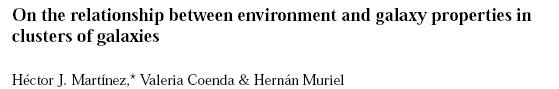 On the relationship between environment and galaxy properties in
clusters of galaxies
Héctor J. Martínez,* Valeria Coenda & Hernán Muriel